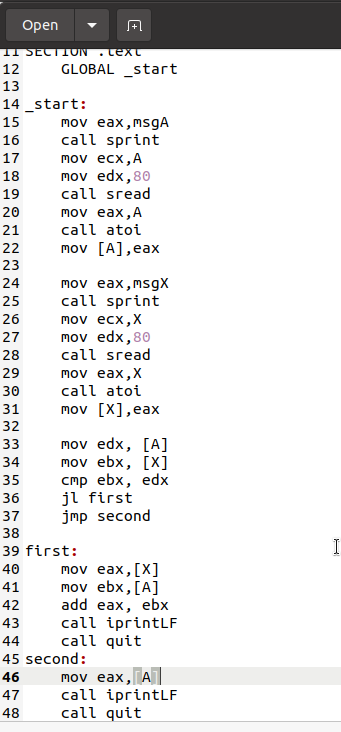 Open
11 SECTION .text
12     GLOBAL _start
13
14 _start:
15     mov eax,msgA
16     call sprint
17     mov ecx,A
18     mov edx,80
19     call sread
20     mov eax,A
21     call atoi
22     mov [A],eax
23
24     mov eax,msgX
25     call sprint
26     mov ecx,X
27     mov edx,80
28     call sread
29     mov eax,X
30     call atoi
31     mov [X],eax
32
33     mov edx, [A]
34     mov ebx, [X]
35     cmp ebx, edx
36     jl first
37     jmp second
38
39 first:
40     mov eax,[X]
41     mov ebx,[A]
42     add eax, ebx
43     call iprintLF
44     call quit
45 second:
46     mov eax,[A]
47     call iprintLF
48     call quit